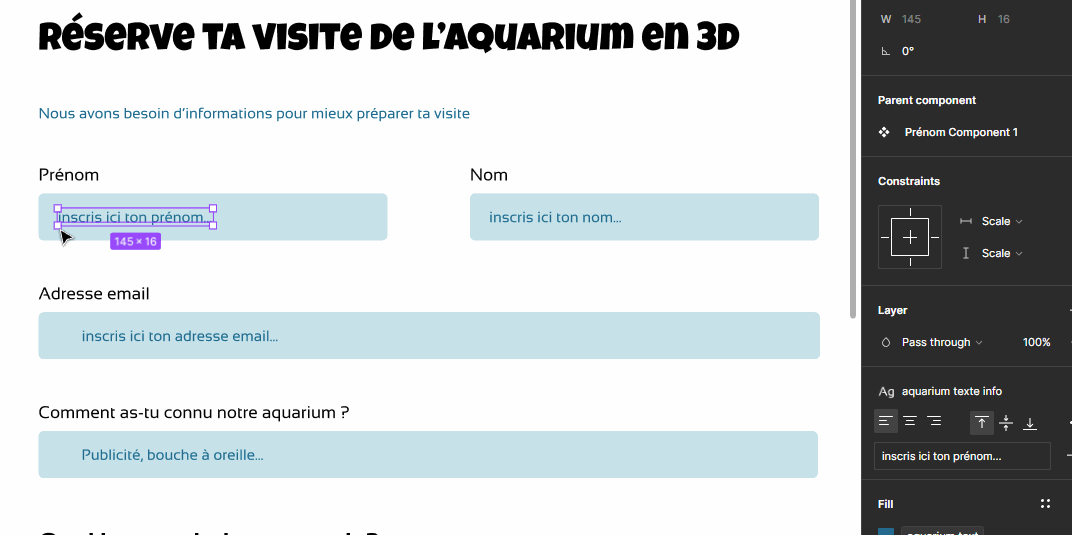 Réserve ta visite de l'aquarium en 3D
Nous avons besoin d'informations pour mieux préparer ta visite
Prénom
Nom
inscris ici ton prénom...
inscris ici ton nom...
145 × 16
Adresse email
inscris ici ton adresse email...
Comment as-tu connu notre aquarium ?
Publicité, bouche à oreille...
W 145 H 16
0°
Parent component
Prénom Component 1
Constraints
Scale
Scale
Layer
Pass through 100%
Ag aquarium texte info
inscris ici ton prénom...
Fill
aquarium text